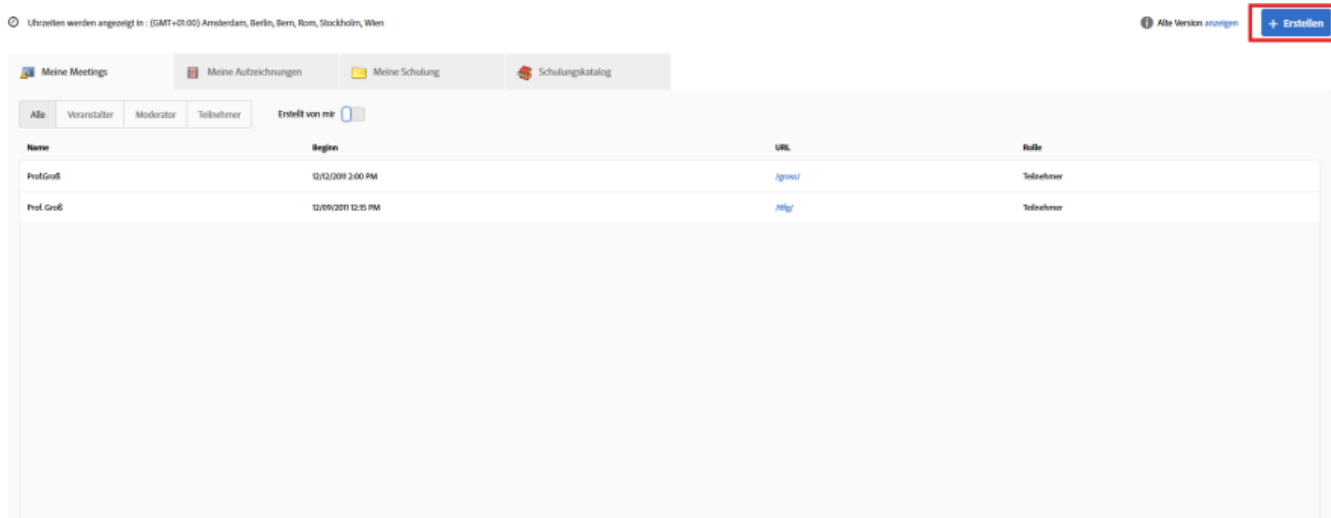 Uhrzeiten werden angezeigt in : (GMT+01:00) Amsterdam, Berlin, Bern, Rom, Stockholm, Wien
Alte Version anzeigen
+ Erstellen
Meine Meetings
Meine Aufzeichnungen
Meine Schulung
Schulungskatalog
Alle
Veranstalter
Moderator
Teilnehmer
Erstellt von mir
Name Beginn URL Rolle
Prof.Groß 12/12/2011 2:00 PM /gross/ Teilnehmer
Prof. Groß 12/09/2011 12:15 PM Teilnehmer